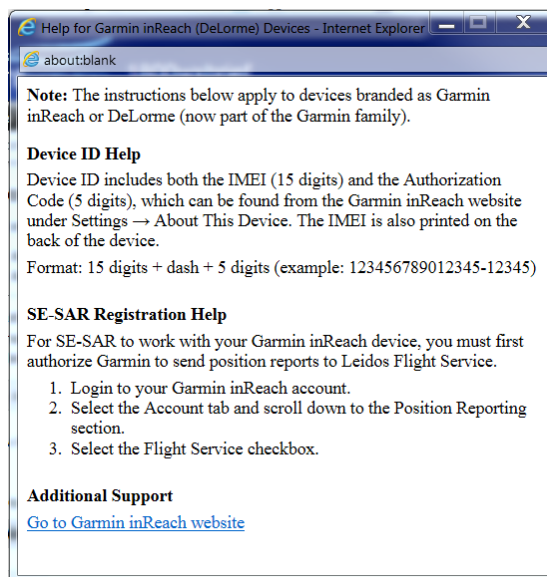 Help for Garmin inReach (DeLorme) Devices - Internet Explorer
about:blank
Note: The instructions below apply to devices branded as Garmin
inReach or DeLorme (now part of the Garmin family).
Device ID Help
Device ID includes both the IMEI (15 digits) and the Authorization
Code (5 digits), which can be found from the Garmin inReach website
under Settings → About This Device. The IMEI is also printed on the
back of the device.
Format: 15 digits + dash + 5 digits (example: 123456789012345-12345)
SE-SAR Registration Help
For SE-SAR to work with your Garmin inReach device, you must first
authorize Garmin to send position reports to Leidos Flight Service.
1. Login to your Garmin inReach account.
2. Select the Account tab and scroll down to the Position Reporting
section.
3. Select the Flight Service checkbox.
Additional Support
Go to Garmin inReach website